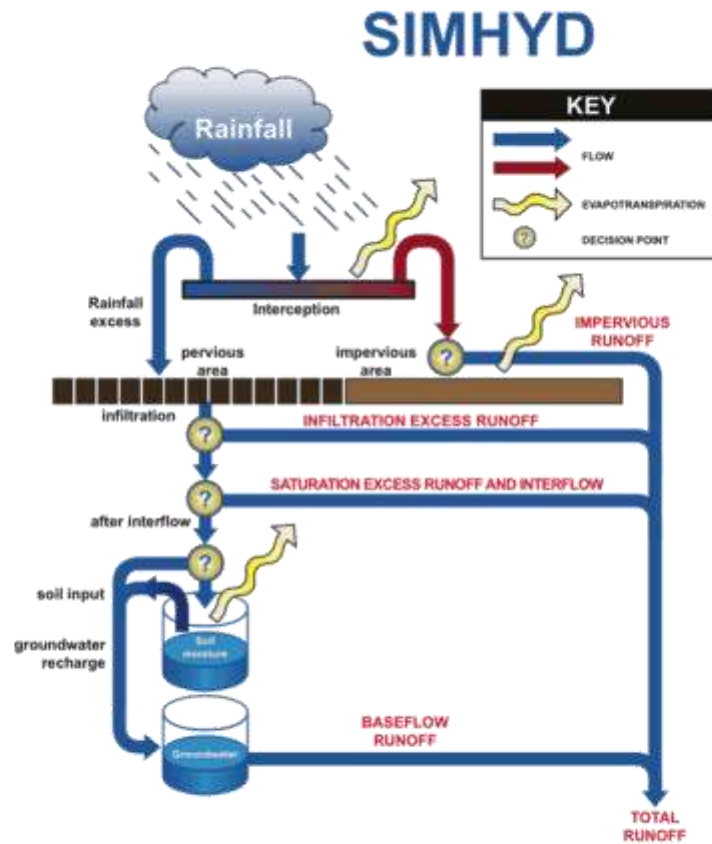 SIMHYD
Rainfall
KEY
FLOW
EVAPOTRANSPIRATION
? DECISION POINT
Rainfall
excess
Interception
pervious
area
impervious
area
?
IMPERVIOUS
RUNOFF
infiltration
?
INFILTRATION EXCESS RUNOFF
?
SATURATION EXCESS RUNOFF AND INTERFLOW
after interflow
?
soil input
groundwater
recharge
Soil
moisture
BASEFLOW
RUNOFF
Groundwater
TOTAL
RUNOFF